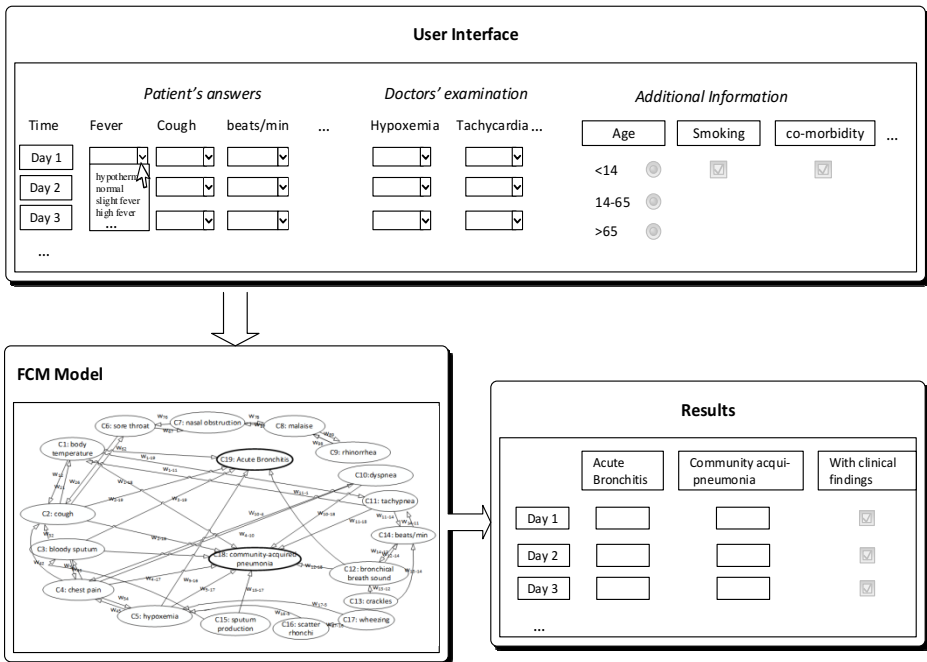 User Interface
Patient's answers
Doctors' examination
Additional Information
Time Fever Cough beats/min ... Hypoxemia Tachycardia ...
Age Smoking co-morbidity ...
Day 1
hypotherm
normal
slight fever
high fever
...
Day 2
Day 3
...
<14
14-65
>65
FCM Model
C6: sore throat
C7: nasal obstruction
C8: malaise
C9: rhinorrhea
C1: body
temperature
C19: Acute Bronchitis
C10:dyspnea
C11: tachypnea
C2: cough
C14: beats/min
C3: bloody sputum
C18: community-acquired
pneumonia
C12: bronchical
breath sound
C4: chest pain
C13: crackles
C5: hypoxemia
C15: sputum
production
C16: scatter
rhonchi
C17: wheezing
Results
Acute
Bronchitis
Community acqui-
pneumonia
With clinical
findings
Day 1
Day 2
Day 3
...